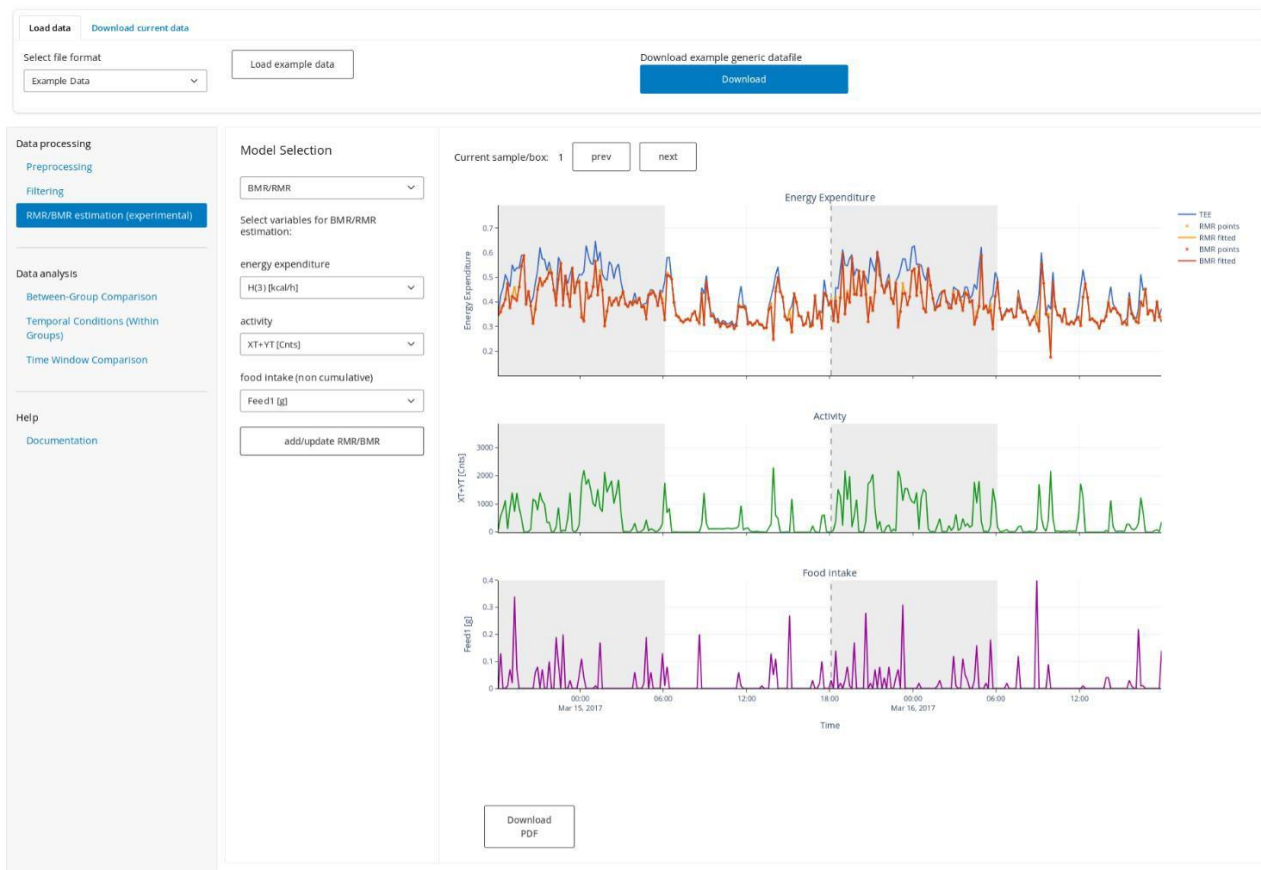 Load data
Download current data
Select file format
Example Data
Load example data
Download example generic datafile
Download
Data processing
Preprocessing
Filtering
RMR/BMR estimation (experimental)
Data analysis
Between-Group Comparison
Temporal Conditions (Within
Groups)
Time Window Comparison
Help
Documentation
Model Selection
BMR/RMR
Select variables for BMR/RMR
estimation:
energy expenditure
H(3) [kcal/h]
activity
XT+YT [Cnts]
food intake (non cumulative)
Feed1 [g]
add/update RMR/BMR
Current sample/box: 1
prev
next
Energy Expenditure
Energy Expenditure
0.7
0.6
0.5
0.4
0.3
0.2
TEE
RMR points
RMR fitted
BMR points
BMR fitted
Activity
XT+YT [Cnts]
3000
2000
1000
0
Food intake
Feed1 [g]
0.4
0.3
0.2
0.1
0
00:00
Mar 15, 2017
06:00
12:00
18:00
00:00
Mar 16, 2017
06:00
12:00
Time
Download
PDF